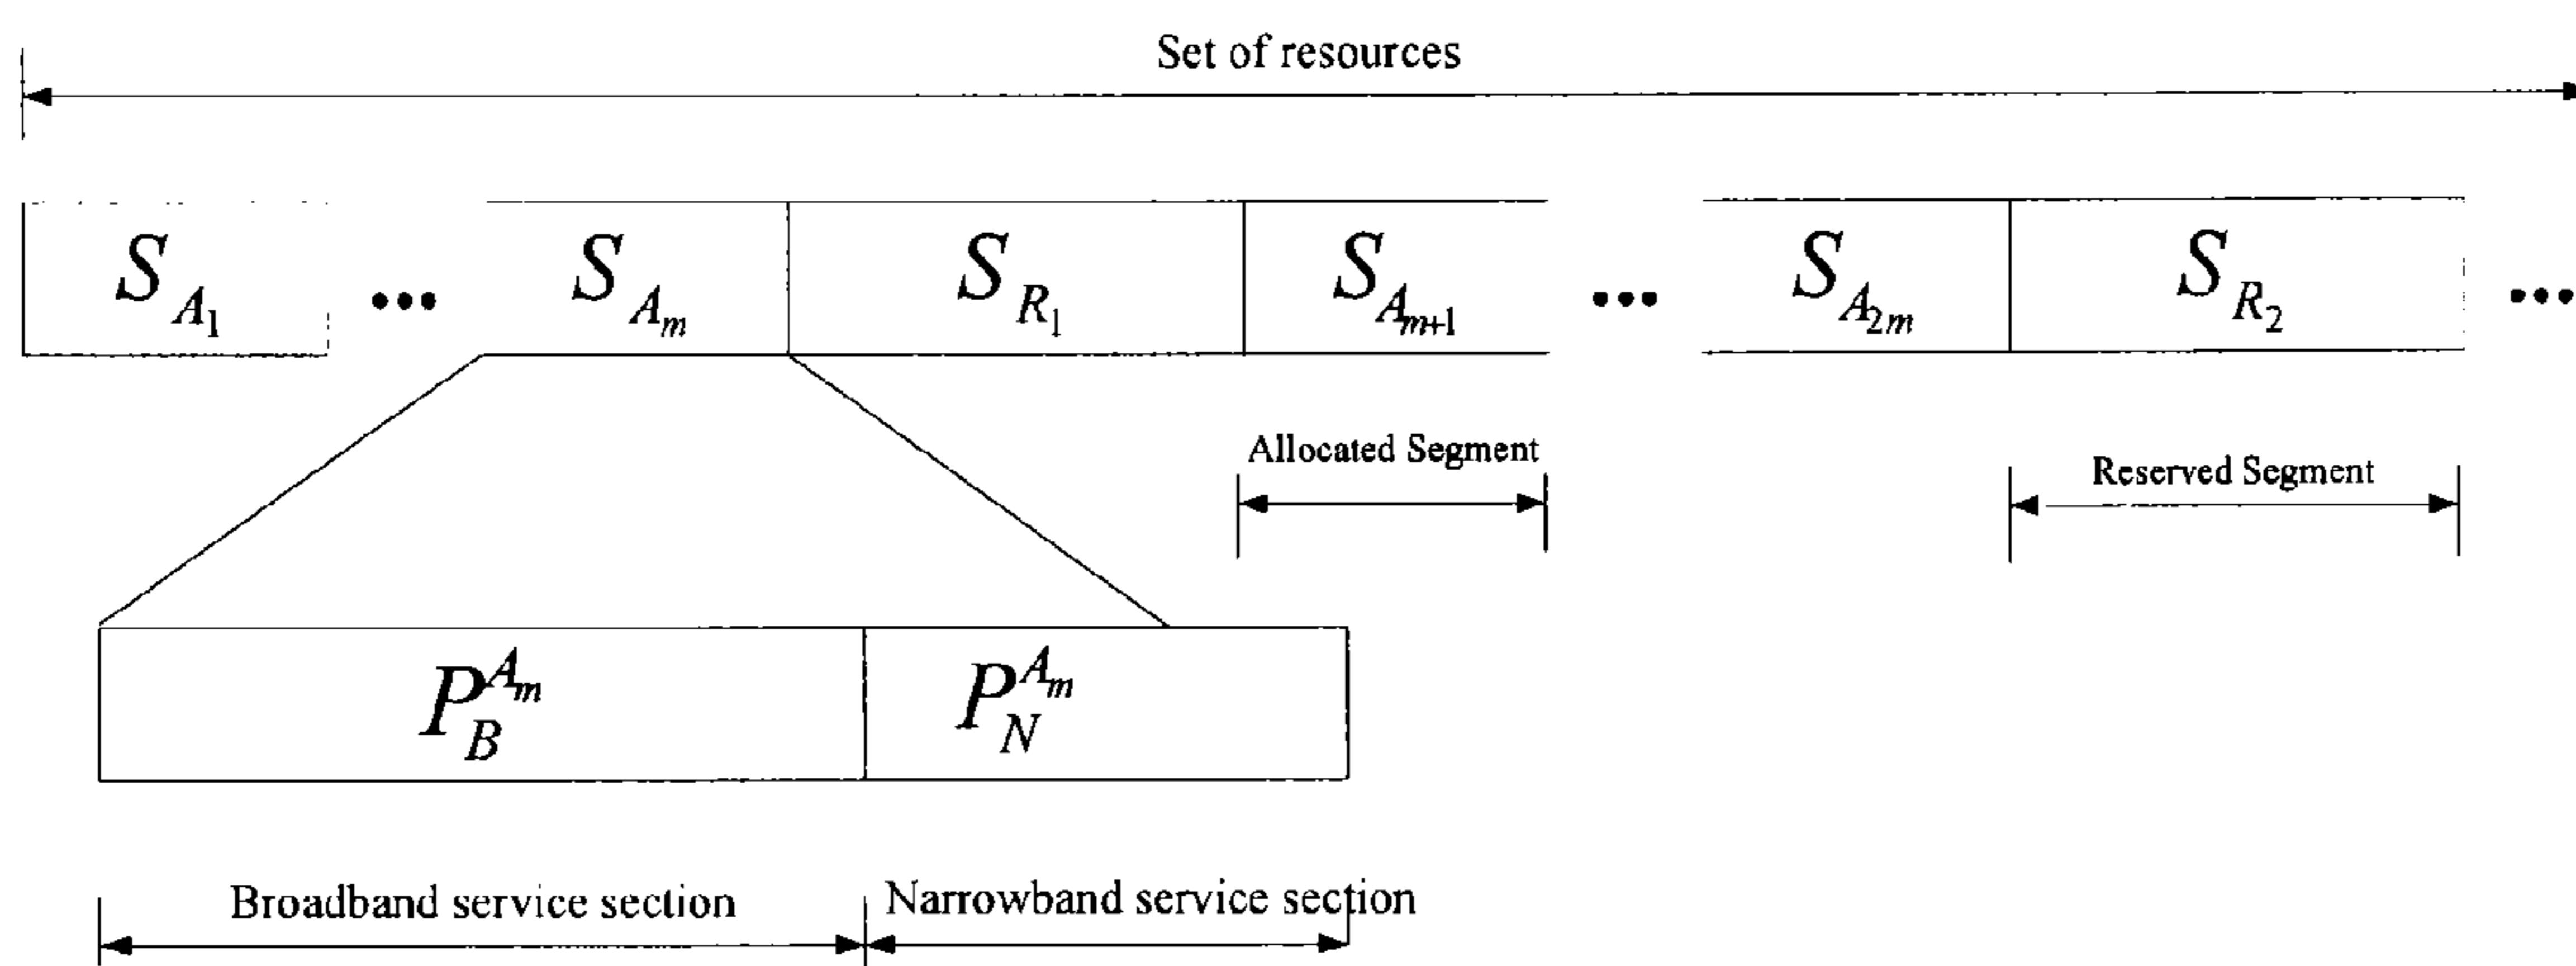 Set of resources
S_{A_1} ... S_{A_m} S_{R_1} S_{A_{m+1}} ... S_{A_{2m}} S_{R_2} ...
Allocated Segment
Reserved Segment
P_B^{A_m} P_N^{A_m}
Broadband service section
Narrowband service section